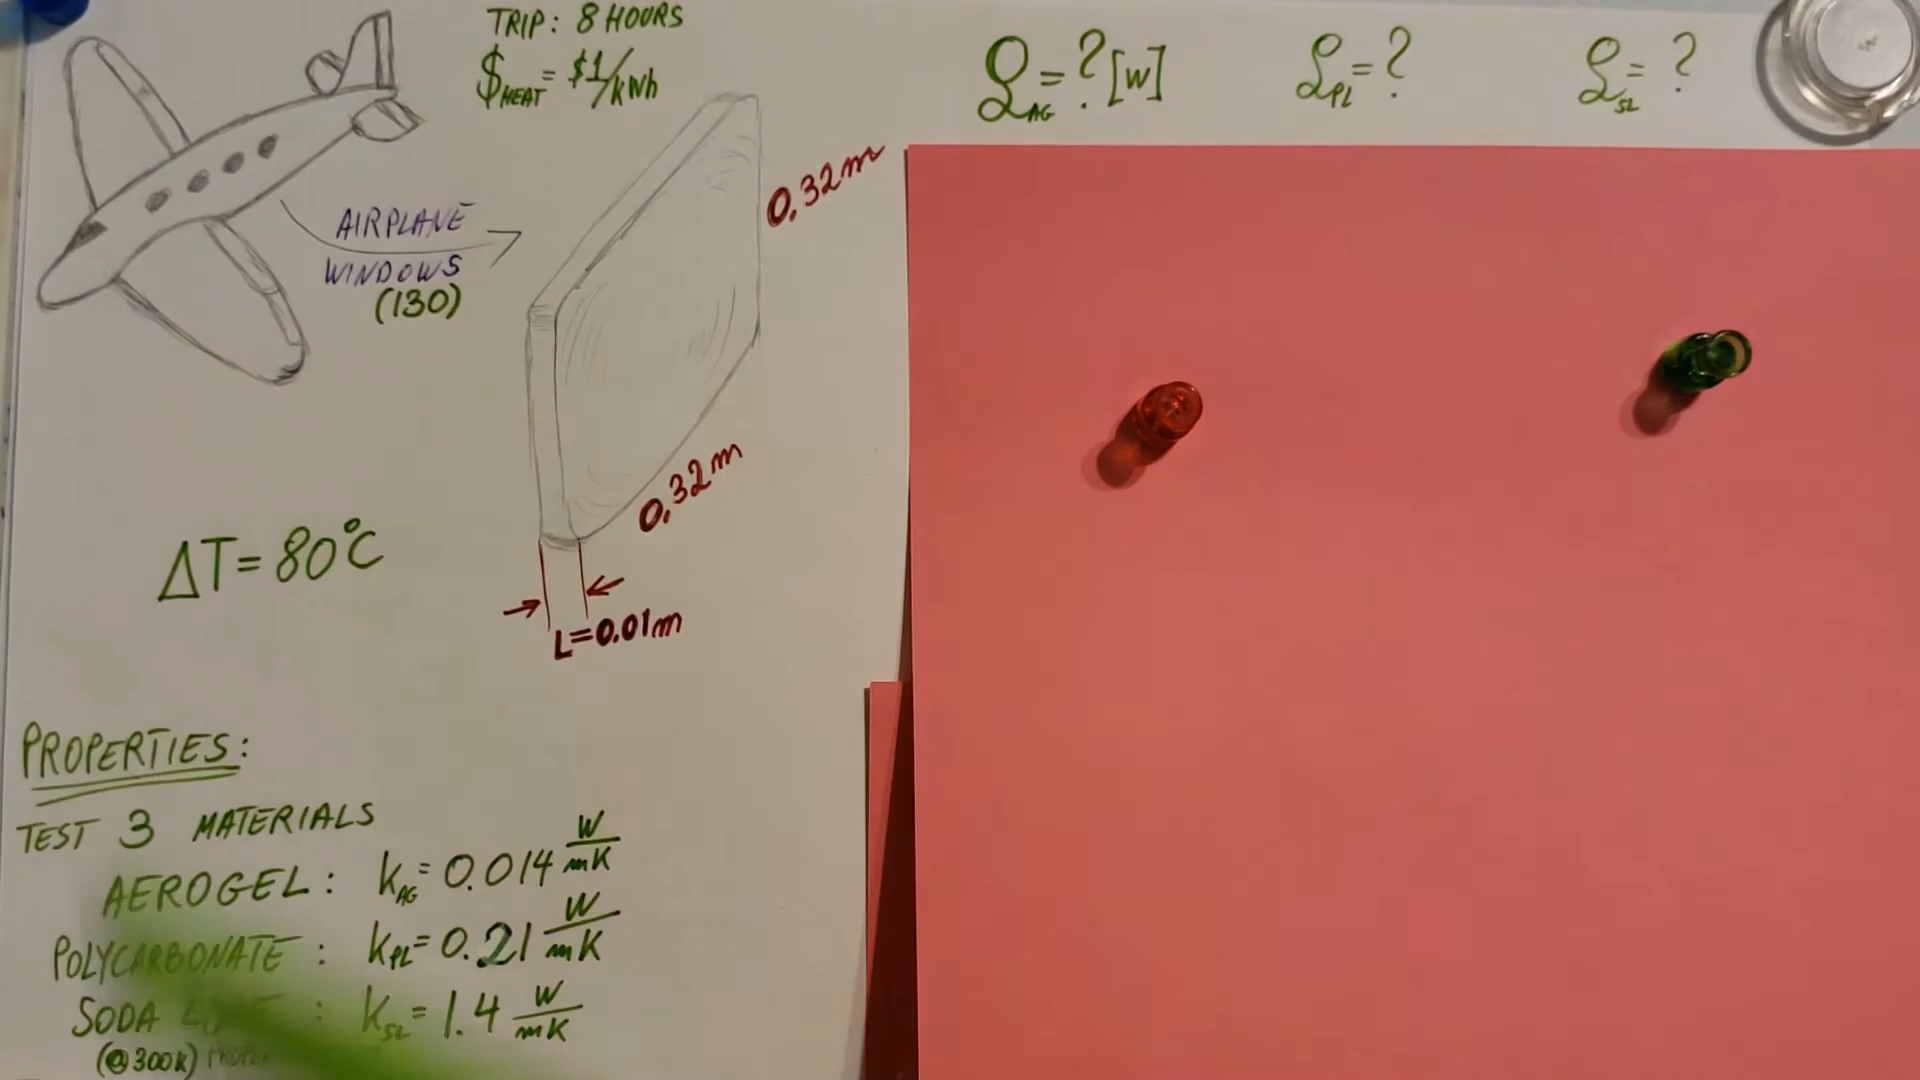 TRIP: 8 HOURS
$HEAT = $1/kWh
AIRPLANE
WINDOWS
(130)
0.32m
0.32m
L=0.01m
ΔT=80°C
PROPERTIES:
TEST 3 MATERIALS
AEROGEL: kAG=0.014 W/mK
POLYCARBONATE: kPL=0.21 W/mK
SODA : kSL=1.4 W/mK
(@300K)
QAG=?[W]
QPL=?
QSL=?